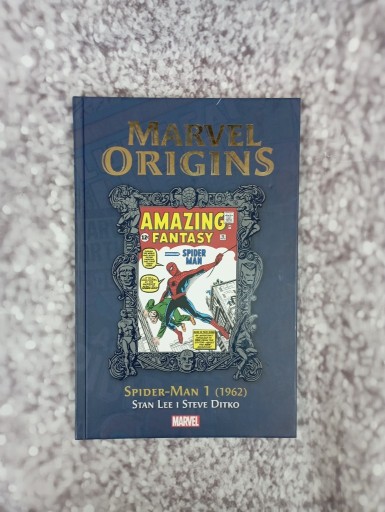 MARVEL
ORIGINS
AMAZING
FANTASY
SPIDER
MAN
SPIDER-MAN 1 (1962)
STAN LEE I STEVE DITKO
MARVEL